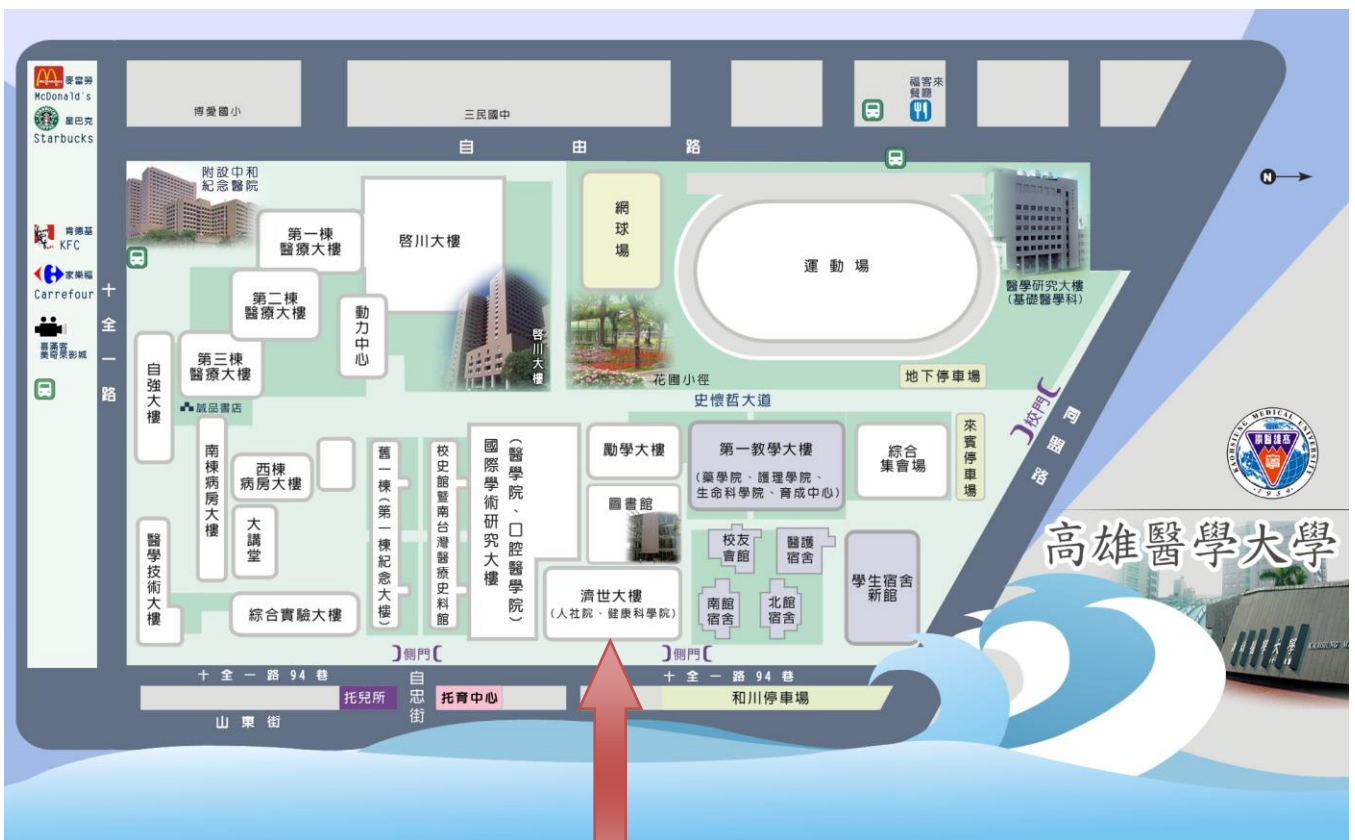 麥當勞
McDonald's
星巴克
Starbucks
肯德基
KFC
家樂福
Carrefour
喜滿客
美奇萊影城
十全一路
博愛國小
三民國中
福客來
餐廳
自由路
N
附設中和
紀念醫院
第一棟
醫療大樓
啓川大樓
網球場
運動場
醫學研究大樓
(基礎醫學科)
第二棟
醫療大樓
動力中心
啓川大樓
第三棟
醫療大樓
自強大樓
花圃小徑
地下停車場
誠品書店
史懷哲大道
校門
同盟路
南棟病房大樓
西棟
病房大樓
大講堂
舊一棟(第一棟紀念大樓)
校史館暨南台灣醫療史料館
國際學術研究大樓
(醫學院、口腔醫學院)
勵學大樓
圖書館
第一教學大樓
(藥學院、護理學院、
生命科學院、育成中心)
綜合
集會場
來賓停車場
KAOHSIUNG MEDICAL UNIVERSITY
1954
高雄醫學大學
醫學技術大樓
綜合實驗大樓
濟世大樓
(人社院、健康科學院)
校友
會館
醫護
宿舍
南館
宿舍
北館
宿舍
學生宿舍
新館
側門
側門
十全一路94巷
十全一路94巷
托兒所
自忠街
托育中心
和川停車場
山東街